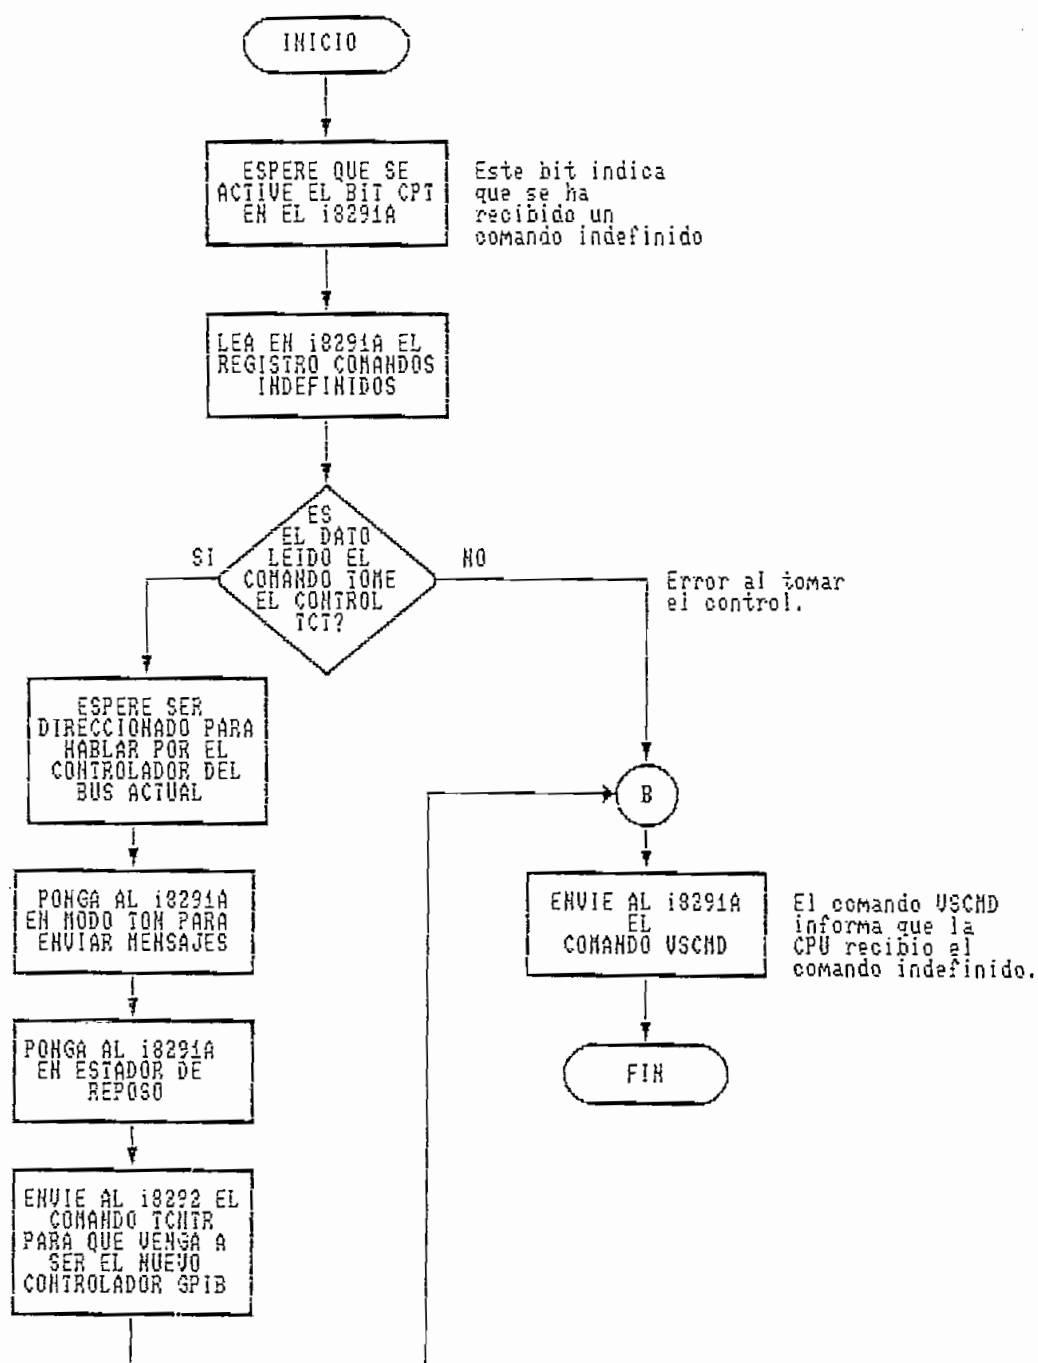 INICIO
ESPERE QUE SE
ACTIVE EL BIT CPT
EN EL i8291A
Este bit indica
que se ha
recibido un
comando indefinido
LEA EN i8291A EL
REGISTRO COMANDOS
INDEFINIDOS
ES
EL DATO
LEIDO EL
COMANDO TOME
EL CONTROL
TCT?
SI
NO
Error al tomar
el control.
ESPERE SER
DIRECCIONADO PARA
HABLAR POR EL
CONTROLADOR DEL
BUS ACTUAL
B
PONGA AL i8291A
EN MODO TON PARA
ENVIAR MENSAJES
ENVIE AL i8291A
EL
COMANDO VSCMD
El comando VSCMD
informa que la
CPU recibio el
comando indefinido.
PONGA AL i8291A
EN ESTADOR DE
REPOSO
FIN
ENVIE AL i8292 EL
COMANDO TCNTR
PARA QUE VENGA A
SER EL NUEVO
CONTROLADOR GPIB